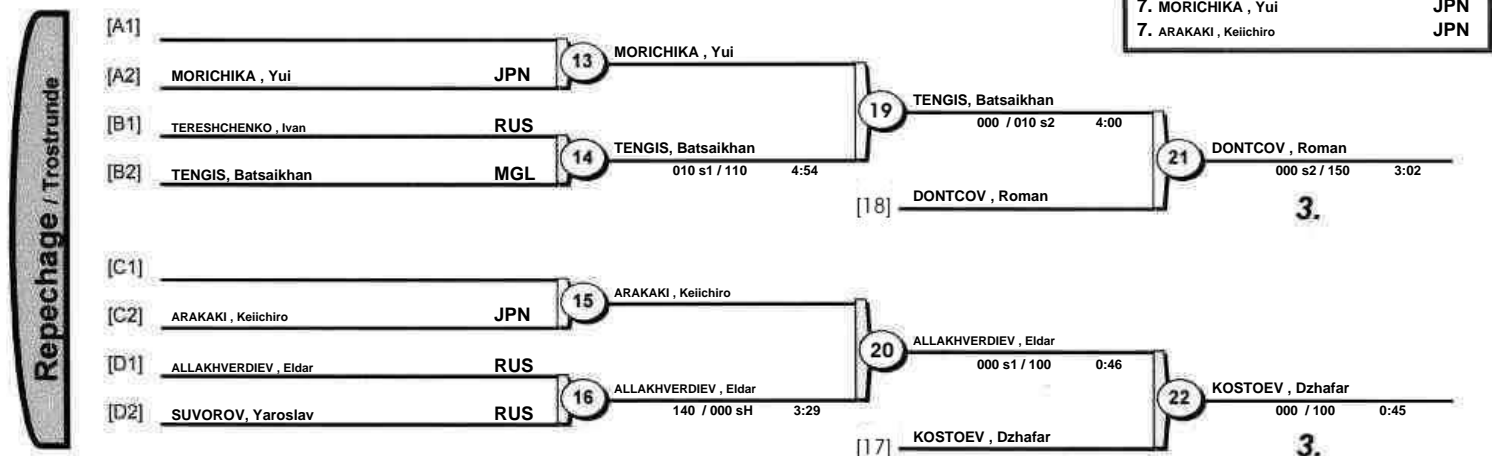 7. MORICHIKA , Yui JPN
7. ARAKAKI , Keiichiro JPN
Repechage / Trostrunde
[A1]
13 MORICHIKA , Yui
[A2] MORICHIKA , Yui JPN
19 TENGIS, Batsaikhan
000 / 010 s2 4:00
[B1] TERESHCHENKO , Ivan RUS
14 TENGIS, Batsaikhan
010 s1 / 110 4:54
21 DONTCOV , Roman
000 s2 / 150 3:02
[B2] TENGIS, Batsaikhan MGL
[18] DONTCOV , Roman
3.
[C1]
15 ARAKAKI , Keiichiro
[C2] ARAKAKI , Keiichiro JPN
20 ALLAKHVERDIEV , Eldar
000 s1 / 100 0:46
[D1] ALLAKHVERDIEV , Eldar RUS
16 ALLAKHVERDIEV , Eldar
140 / 000 sH 3:29
22 KOSTOEV , Dzhafar
000 / 100 0:45
[D2] SUVOROV, Yaroslav RUS
[17] KOSTOEV , Dzhafar
3.